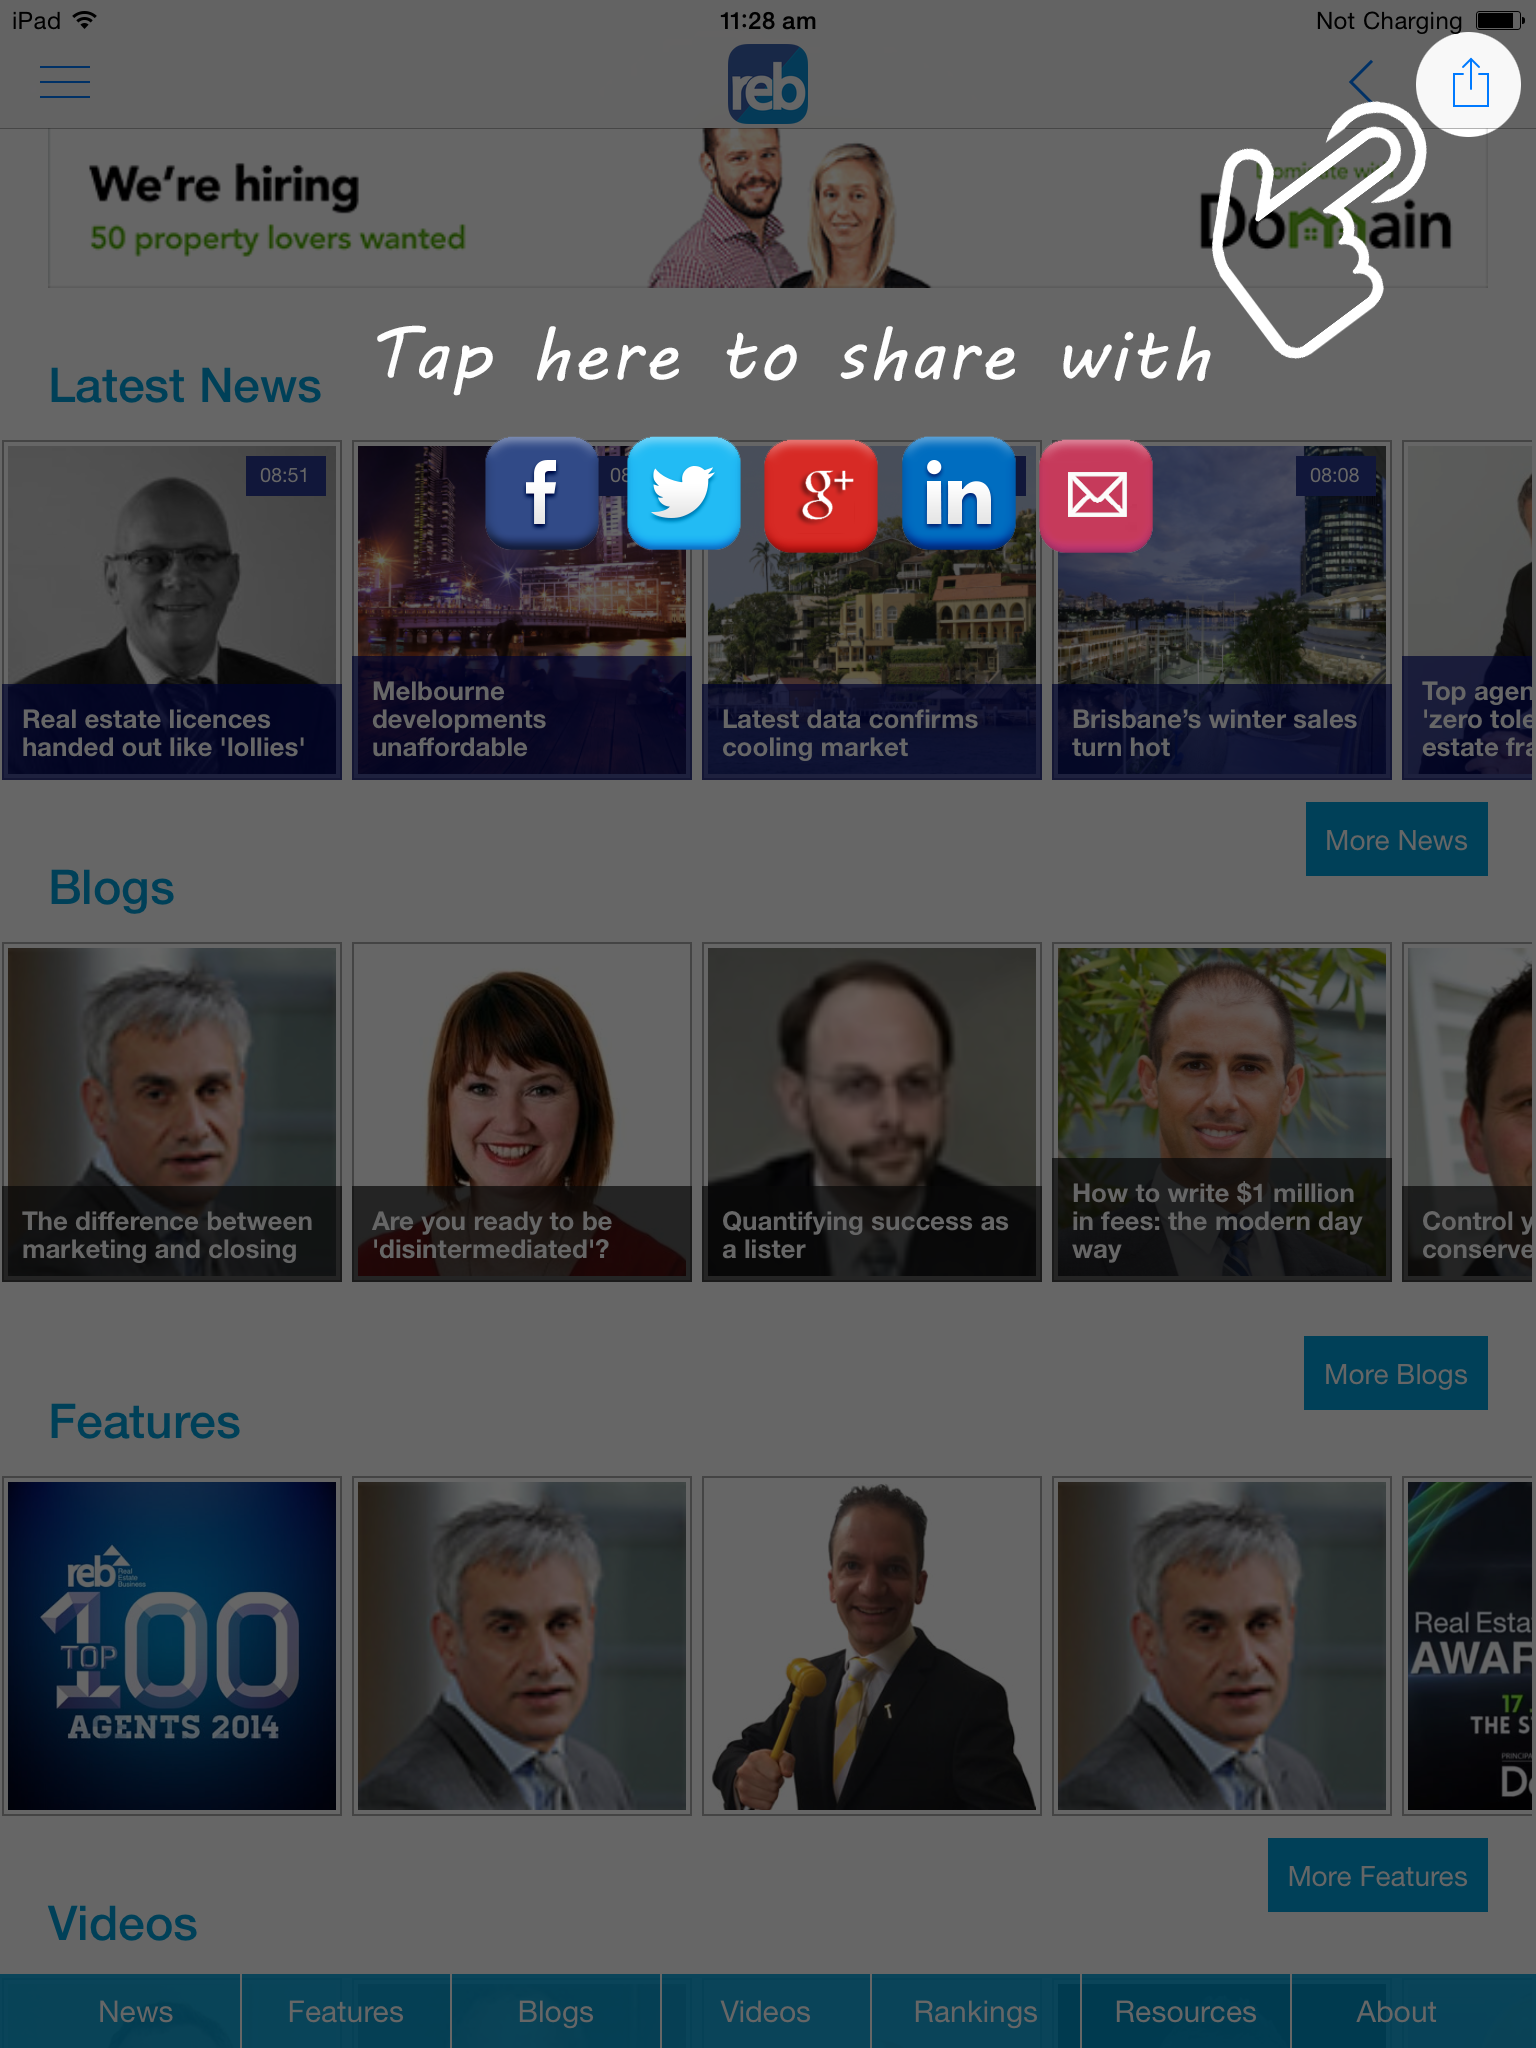 iPad
11:28 am
Not Charging
reb
We're hiring
50 property lovers wanted
Dominate with
Domain
Tap here to share with
Latest News
f
g+
in
08:51
08
08:08
Real estate licences
handed out like 'lollies'
Melbourne
developments
unaffordable
Latest data confirms
cooling market
Brisbane's winter sales
turn hot
Top agen
'zero tole
estate fra
More News
Blogs
The difference between
marketing and closing
Are you ready to be
'disintermediated'?
Quantifying success as
a lister
How to write $1 million
in fees: the modern day
way
Control y
conserve
More Blogs
Features
reb
Real
Estate
Business
TOP
100
AGENTS 2014
Real Esta
AWAR
17
THE S
PRINCIPA
Do
More Features
Videos
News
Features
Blogs
Videos
Rankings
Resources
About